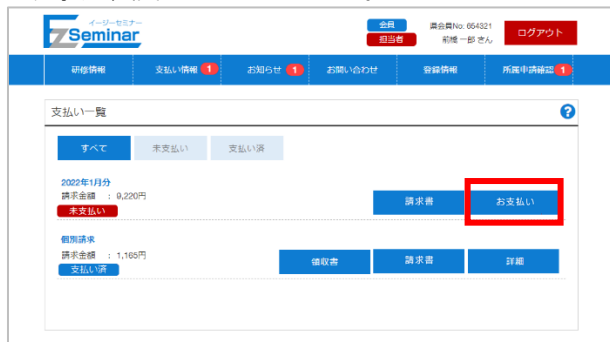 イージーセミナー
EZ Seminar
会員
担当者
県会員No. 654321
前橋 一郎 さん
ログアウト
研修情報
支払い情報 1
お知らせ 1
お問い合わせ
登録情報
所属申請確認 1
支払い一覧
?
すべて
未支払い
支払い済
2022年1月分
請求金額 : 9,220円
未支払い
請求書
お支払い
個別請求
請求金額 : 1,165円
支払い済
領収書
請求書
詳細